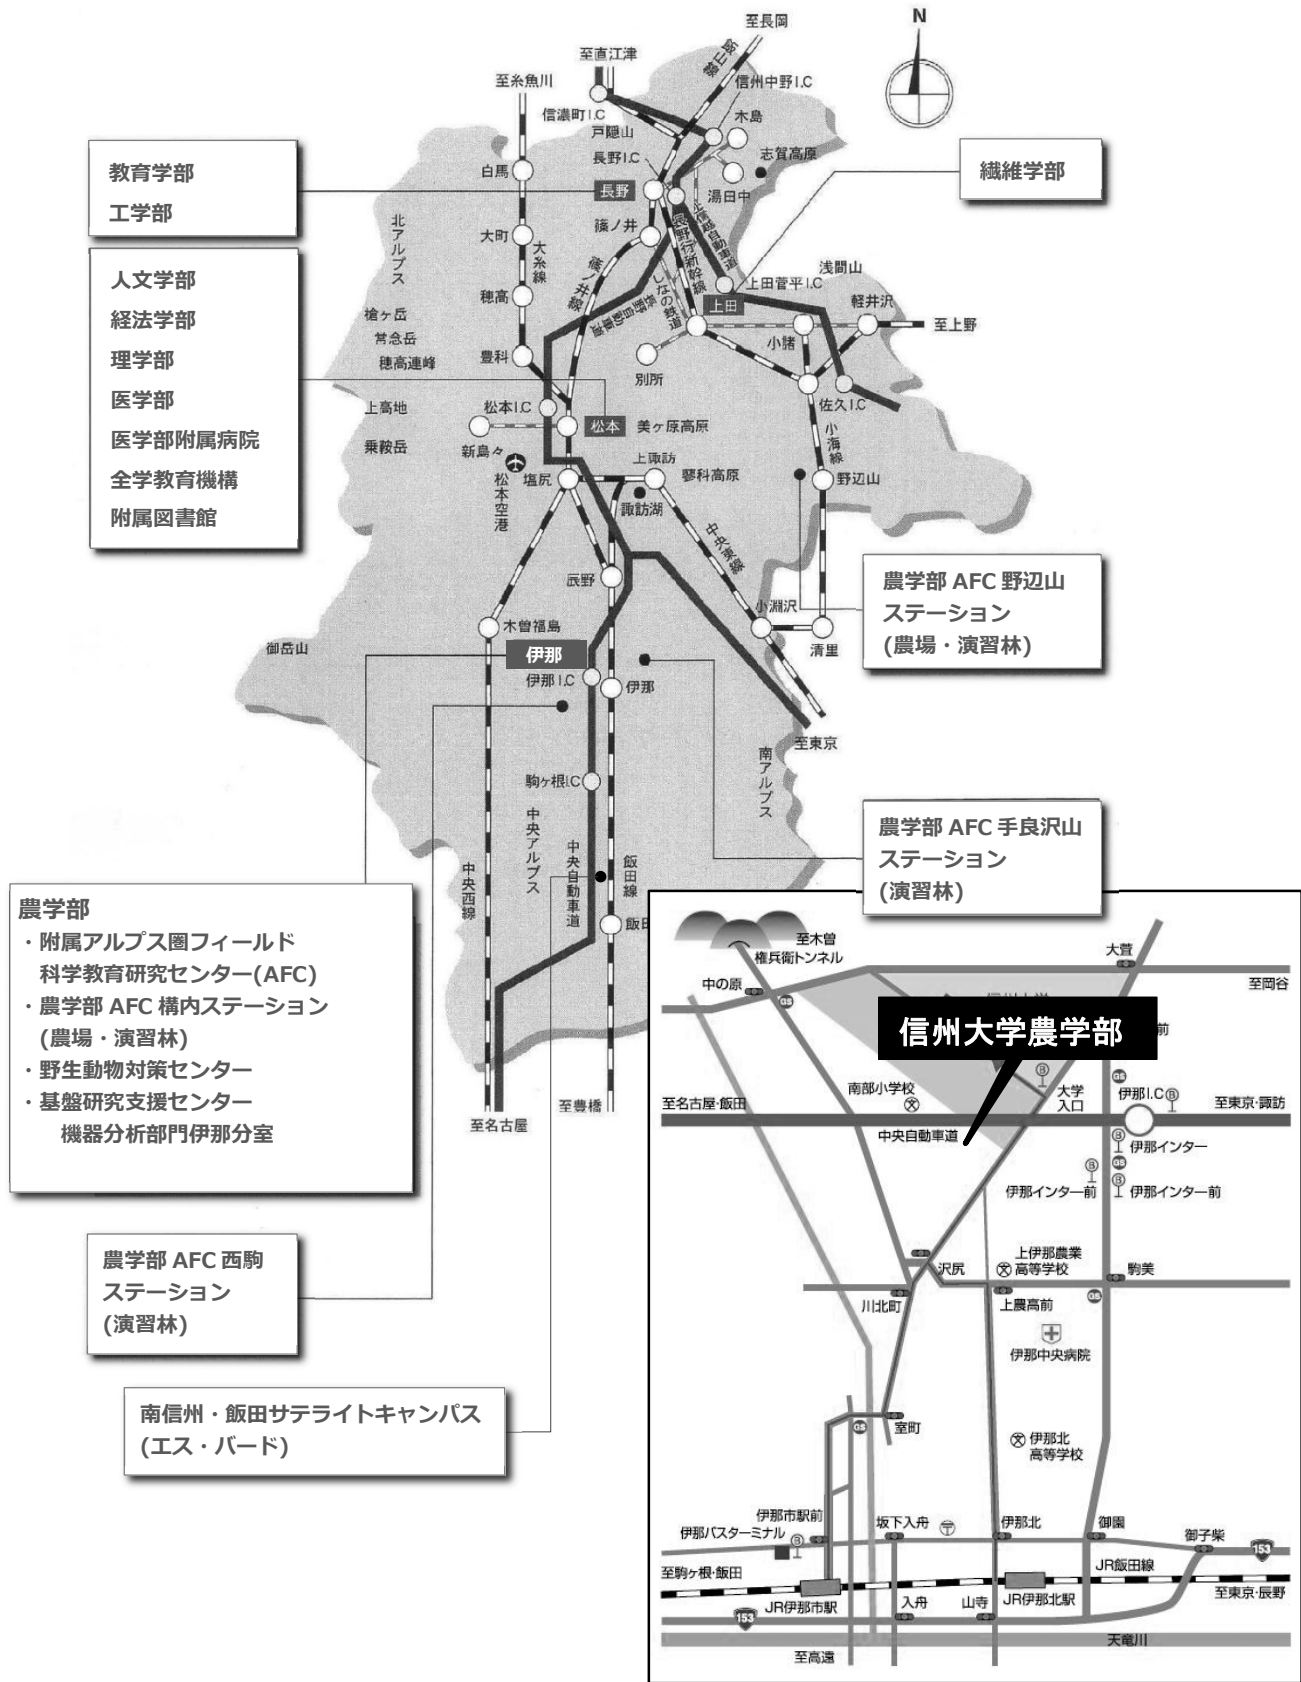 至長岡
至直江津
至糸魚川
飯山線
N
信州中野I.C
信濃町I.C
木島
戸隠山
長野I.C
志賀高原
湯田中
白馬
長野
教育学部
工学部
繊維学部
北アルプス
大町
大糸線
篠ノ井
篠ノ井線
上信越自動車道
長野行新幹線
しなの鉄道
長野自動車道
浅間山
上田菅平I.C
軽井沢
上田
至上野
小諸
穂高
槍ヶ岳
常念岳
穂高連峰
豊科
別所
佐久I.C
人文学部
経法学部
理学部
医学部
医学部附属病院
全学教育機構
附属図書館
上高地
松本I.C
松本
美ヶ原高原
乗鞍岳
新島々
松本空港
塩尻
上諏訪
蓼科高原
諏訪湖
小海線
野辺山
中央東線
辰野
小淵沢
清里
農学部 AFC 野辺山
ステーション
(農場・演習林)
木曽福島
御岳山
伊那
伊那I.C
伊那
至東京
南アルプス
駒ヶ根I.C
中央アルプス
中央自動車道
飯田線
中央西線
農学部 AFC 手良沢山
ステーション
(演習林)
至名古屋
至豊橋
農学部
・附属アルプス圏フィールド
科学教育研究センター(AFC)
・農学部 AFC 構内ステーション
(農場・演習林)
・野生動物対策センター
・基盤研究支援センター
機器分析部門伊那分室
農学部 AFC 西駒
ステーション
(演習林)
南信州・飯田サテライトキャンパス
(エス・バード)
至木曽
権兵衛トンネル
大萱
中の原
至岡谷
GS
信州大学農学部
前
GS
B
南部小学校
文
大学
入口
伊那I.C
B
至名古屋・飯田
至東京・諏訪
中央自動車道
B
伊那インター
B
GS
伊那インター前
B
伊那インター前
沢尻
上伊那農業
文
高等学校
駒美
川北町
上農高前
GS
伊那中央病院
GS
室町
文
伊那北
高等学校
伊那市駅前
伊那バスターミナル
B
坂下入舟
〒
伊那北
御園
御子柴
153
至駒ヶ根・飯田
JR飯田線
JR伊那市駅
入舟
山寺
JR伊那北駅
至東京・辰野
153
天竜川
至高遠